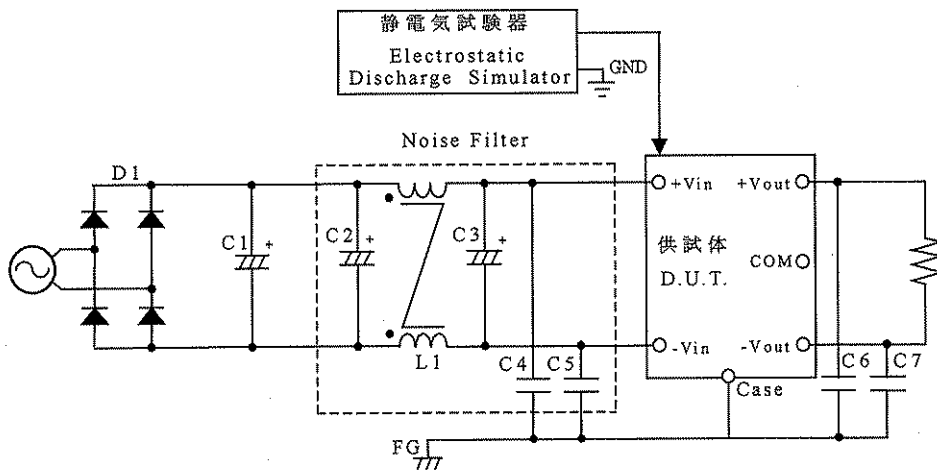 静電気試験器
Electrostatic
Discharge Simulator
GND
Noise Filter
D1
+Vin
+Vout
C1
+
C2
+
C3
+
供試体
D.U.T.
COM
-Vin
-Vout
L1
C4
C5
C6
C7
Case
FG